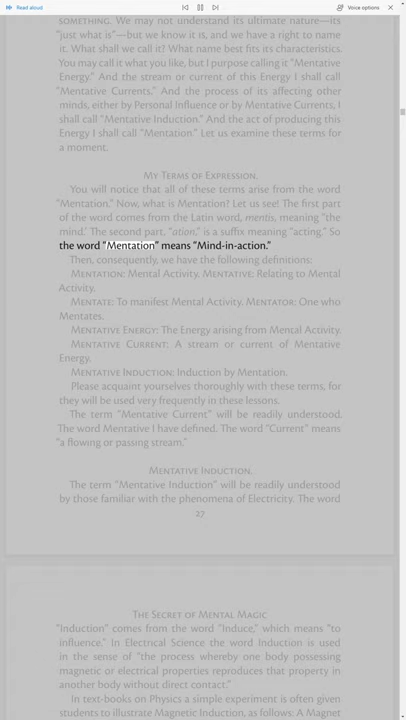 Read aloud
Voice options
SOMETHING. We may not understand its ultimate nature—its
"just what is"—but we know it is, and we have a right to name
it. What shall we call it? What name best fits its characteristics.
You may call it what you like, but I purpose calling it "Mentative
Energy." And the stream or current of this Energy I shall call
"Mentative Currents." And the process of its affecting other
minds, either by Personal Influence or by Mentative Currents, I
shall call "Mentative Induction." And the act of producing this
Energy I shall call "Mentation." Let us examine these terms for
a moment.
MY TERMS OF EXPRESSION.
You will notice that all of these terms arise from the word
"Mentation." Now, what is Mentation? Let us see! The first part
of the word comes from the Latin word, mentis, meaning "the
mind." The second part, "ation," is a suffix meaning "acting." So
the word "Mentation" means "Mind-in-action."
Then, consequently, we have the following definitions:
MENTATION: Mental Activity. MENTATIVE: Relating to Mental
Activity.
MENTATE: To manifest Mental Activity. MENTATOR: One who
Mentates.
MENTATIVE ENERGY: The Energy arising from Mental Activity.
MENTATIVE CURRENT: A stream or current of Mentative
Energy.
MENTATIVE INDUCTION: Induction by Mentation.
Please acquaint yourselves thoroughly with these terms, for
they will be used very frequently in these lessons.
The term "Mentative Current" will be readily understood.
The word Mentative I have defined. The word "Current" means
"a flowing or passing stream."
MENTATIVE INDUCTION.
The term "Mentative Induction" will be readily understood
by those familiar with the phenomena of Electricity. The word
27
THE SECRET OF MENTAL MAGIC
"Induction" comes from the word "Induce," which means "to
influence." In Electrical Science the word Induction is used
in the sense of "the process whereby one body possessing
magnetic or electrical properties reproduces that property in
another body without direct contact."
In text-books on Physics a simple experiment is often given
students to illustrate Magnetic Induction, as follows: A Magnet